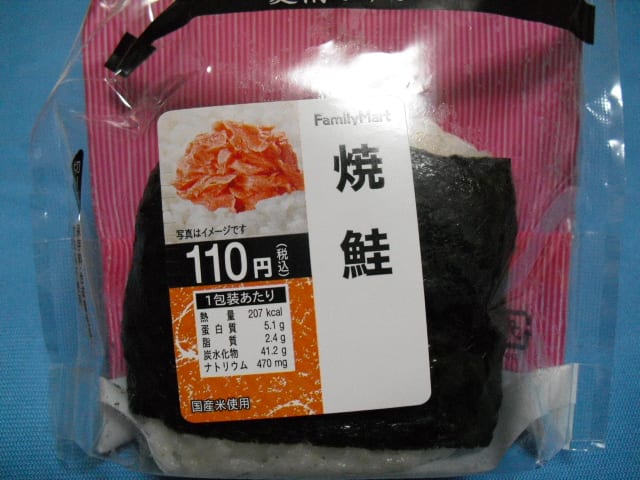 FamilyMart
焼鮭
写真はイメージです
110円(税込)
1包装あたり
熱量 207 kcal
蛋白質 5.1 g
脂質 2.4 g
炭水化物 41.2 g
ナトリウム 470 mg
国産米使用